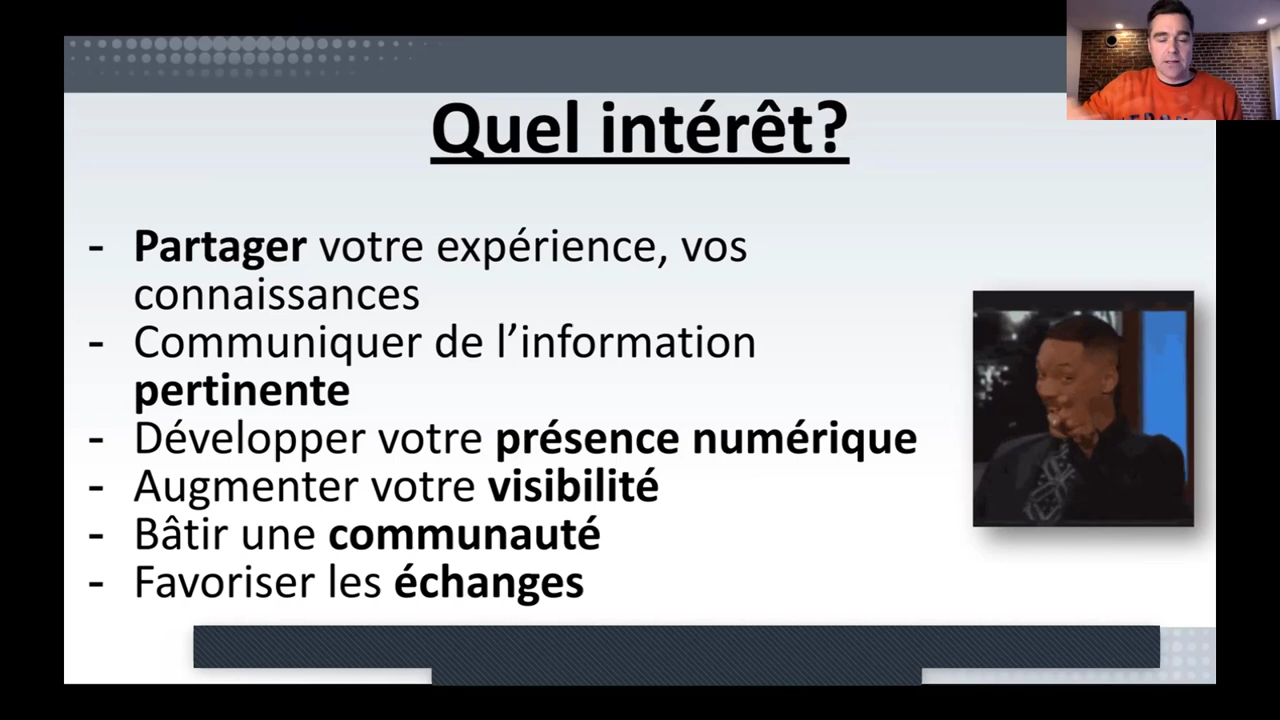 Quel intérêt?
- Partager votre expérience, vos
connaissances
- Communiquer de l’information
pertinente
- Développer votre présence numérique
- Augmenter votre visibilité
- Bâtir une communauté
- Favoriser les échanges